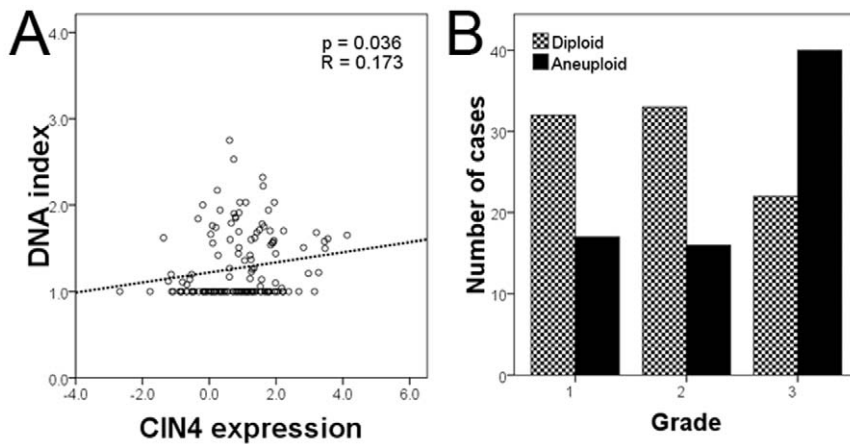 A
p = 0.036
R = 0.173
DNA index
4.0
3.0
2.0
1.0
0.0
-4.0 -2.0 0.0 2.0 4.0 6.0
CIN4 expression
B
Diploid
Aneuploid
Number of cases
40
30
20
10
0
1 2 3
Grade